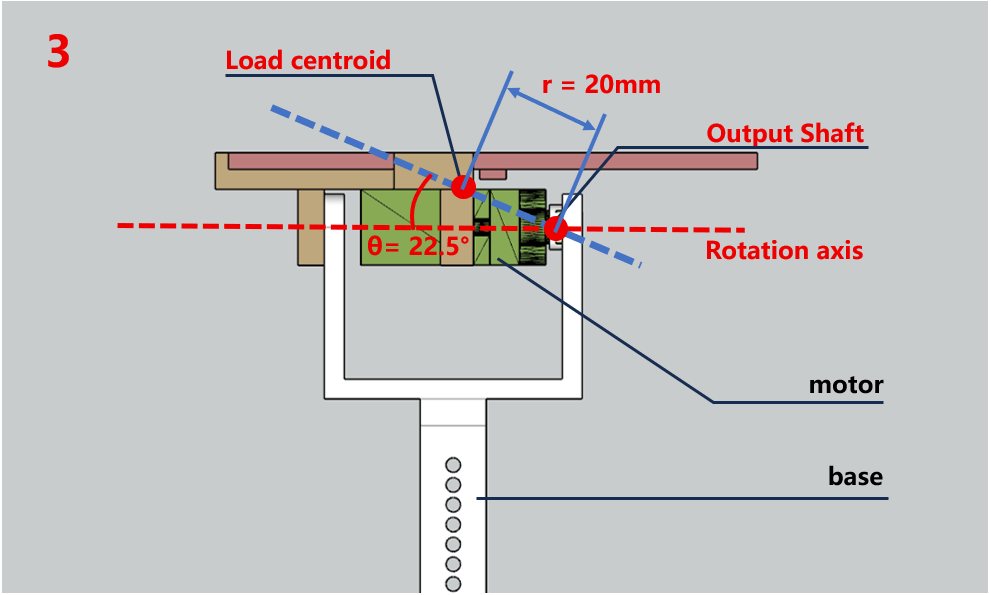 3
Load centroid
r = 20mm
Output Shaft
θ= 22.5°
Rotation axis
motor
base